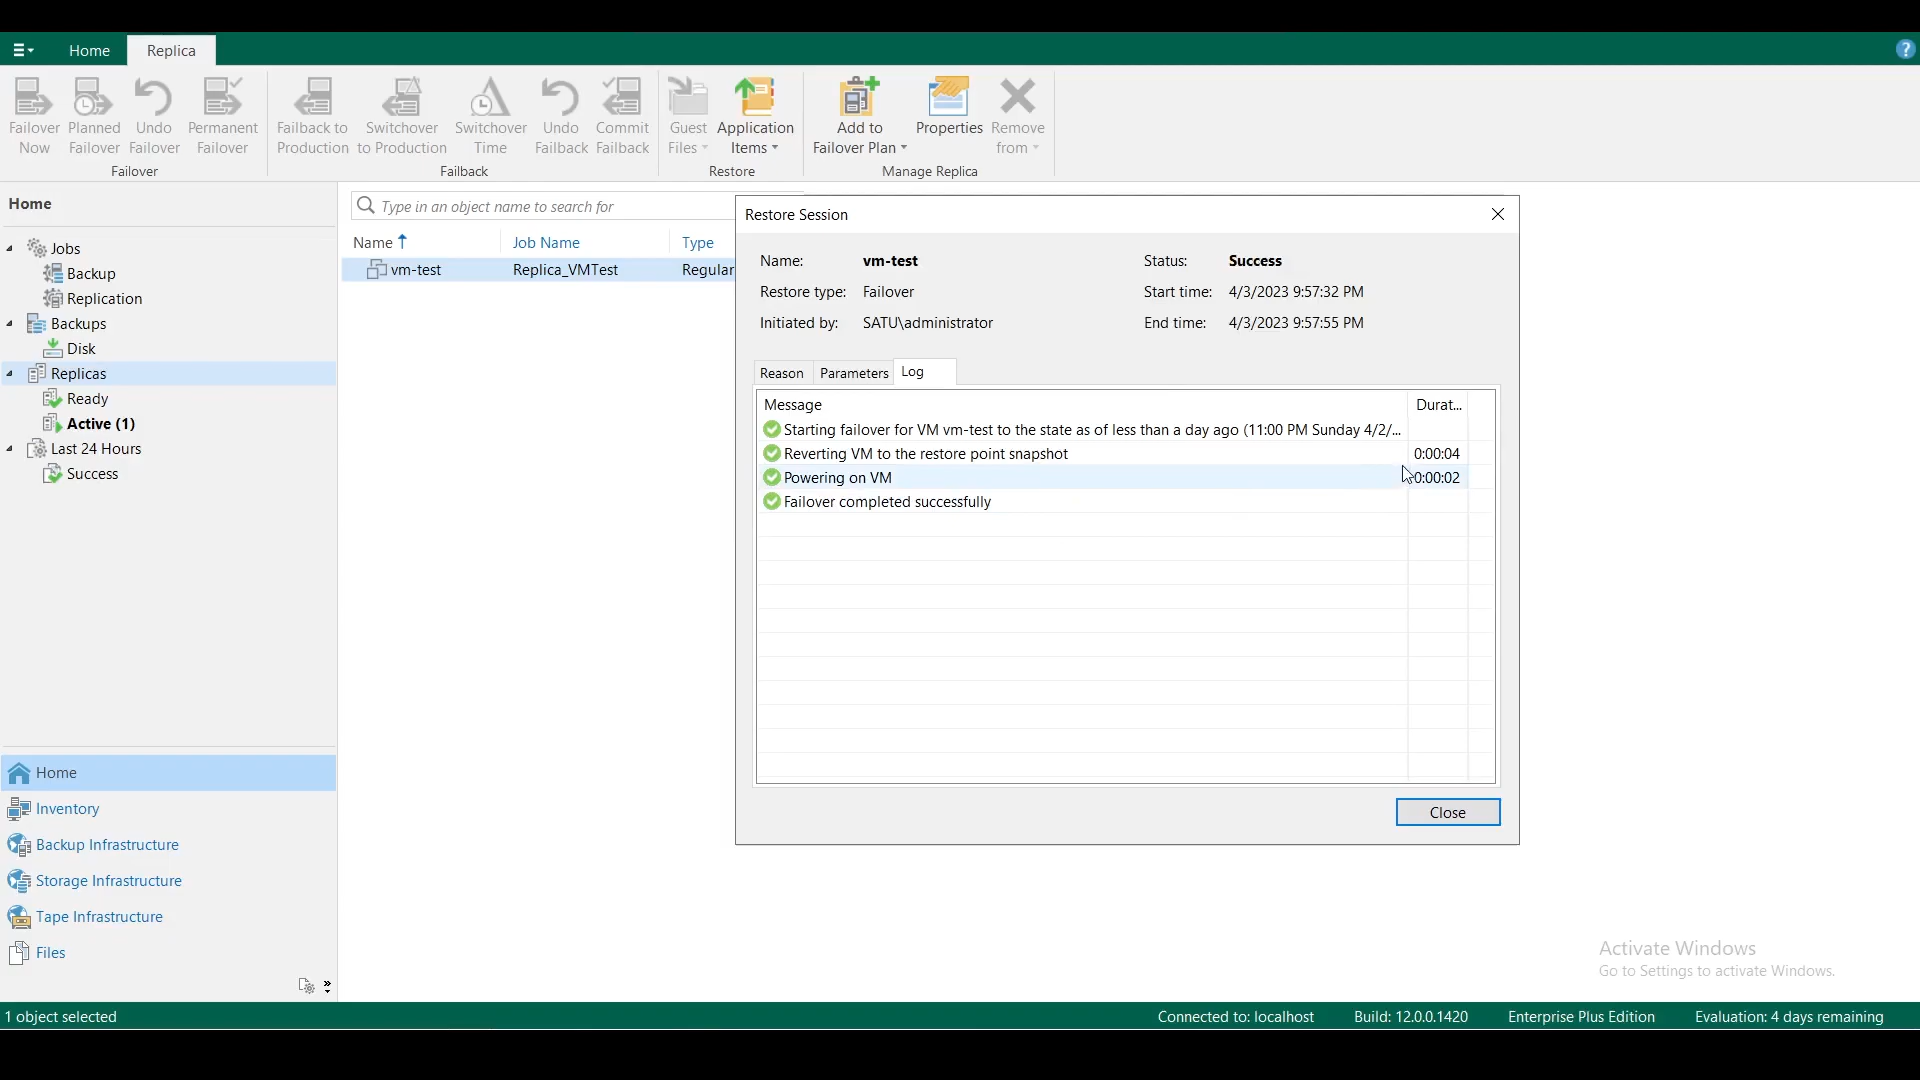 Home
Replica
?
Failover Now
Planned Failover
Undo Failover
Permanent Failover
Failover
Failback to Production
Switchover to Production
Switchover Time
Undo Failback
Commit Failback
Failback
Guest Files
Application Items
Restore
Add to Failover Plan
Properties
Remove from
Manage Replica
Home
Jobs
Backup
Replication
Backups
Disk
Replicas
Ready
Active (1)
Last 24 Hours
Success
Home
Inventory
Backup Infrastructure
Storage Infrastructure
Tape Infrastructure
Files
Type in an object name to search for
Name Job Name Type
vm-test Replica_VMTest Regular
Restore Session
Name: vm-test Status: Success
Restore type: Failover Start time: 4/3/2023 9:57:32 PM
Initiated by: SATU\administrator End time: 4/3/2023 9:57:55 PM
Reason Parameters Log
Message Durat...
Starting failover for VM vm-test to the state as of less than a day ago (11:00 PM Sunday 4/2/...
Reverting VM to the restore point snapshot 0:00:04
Powering on VM 0:00:02
Failover completed successfully
Close
Activate Windows
Go to Settings to activate Windows.
1 object selected Connected to: localhost Build: 12.0.0.1420 Enterprise Plus Edition Evaluation: 4 days remaining